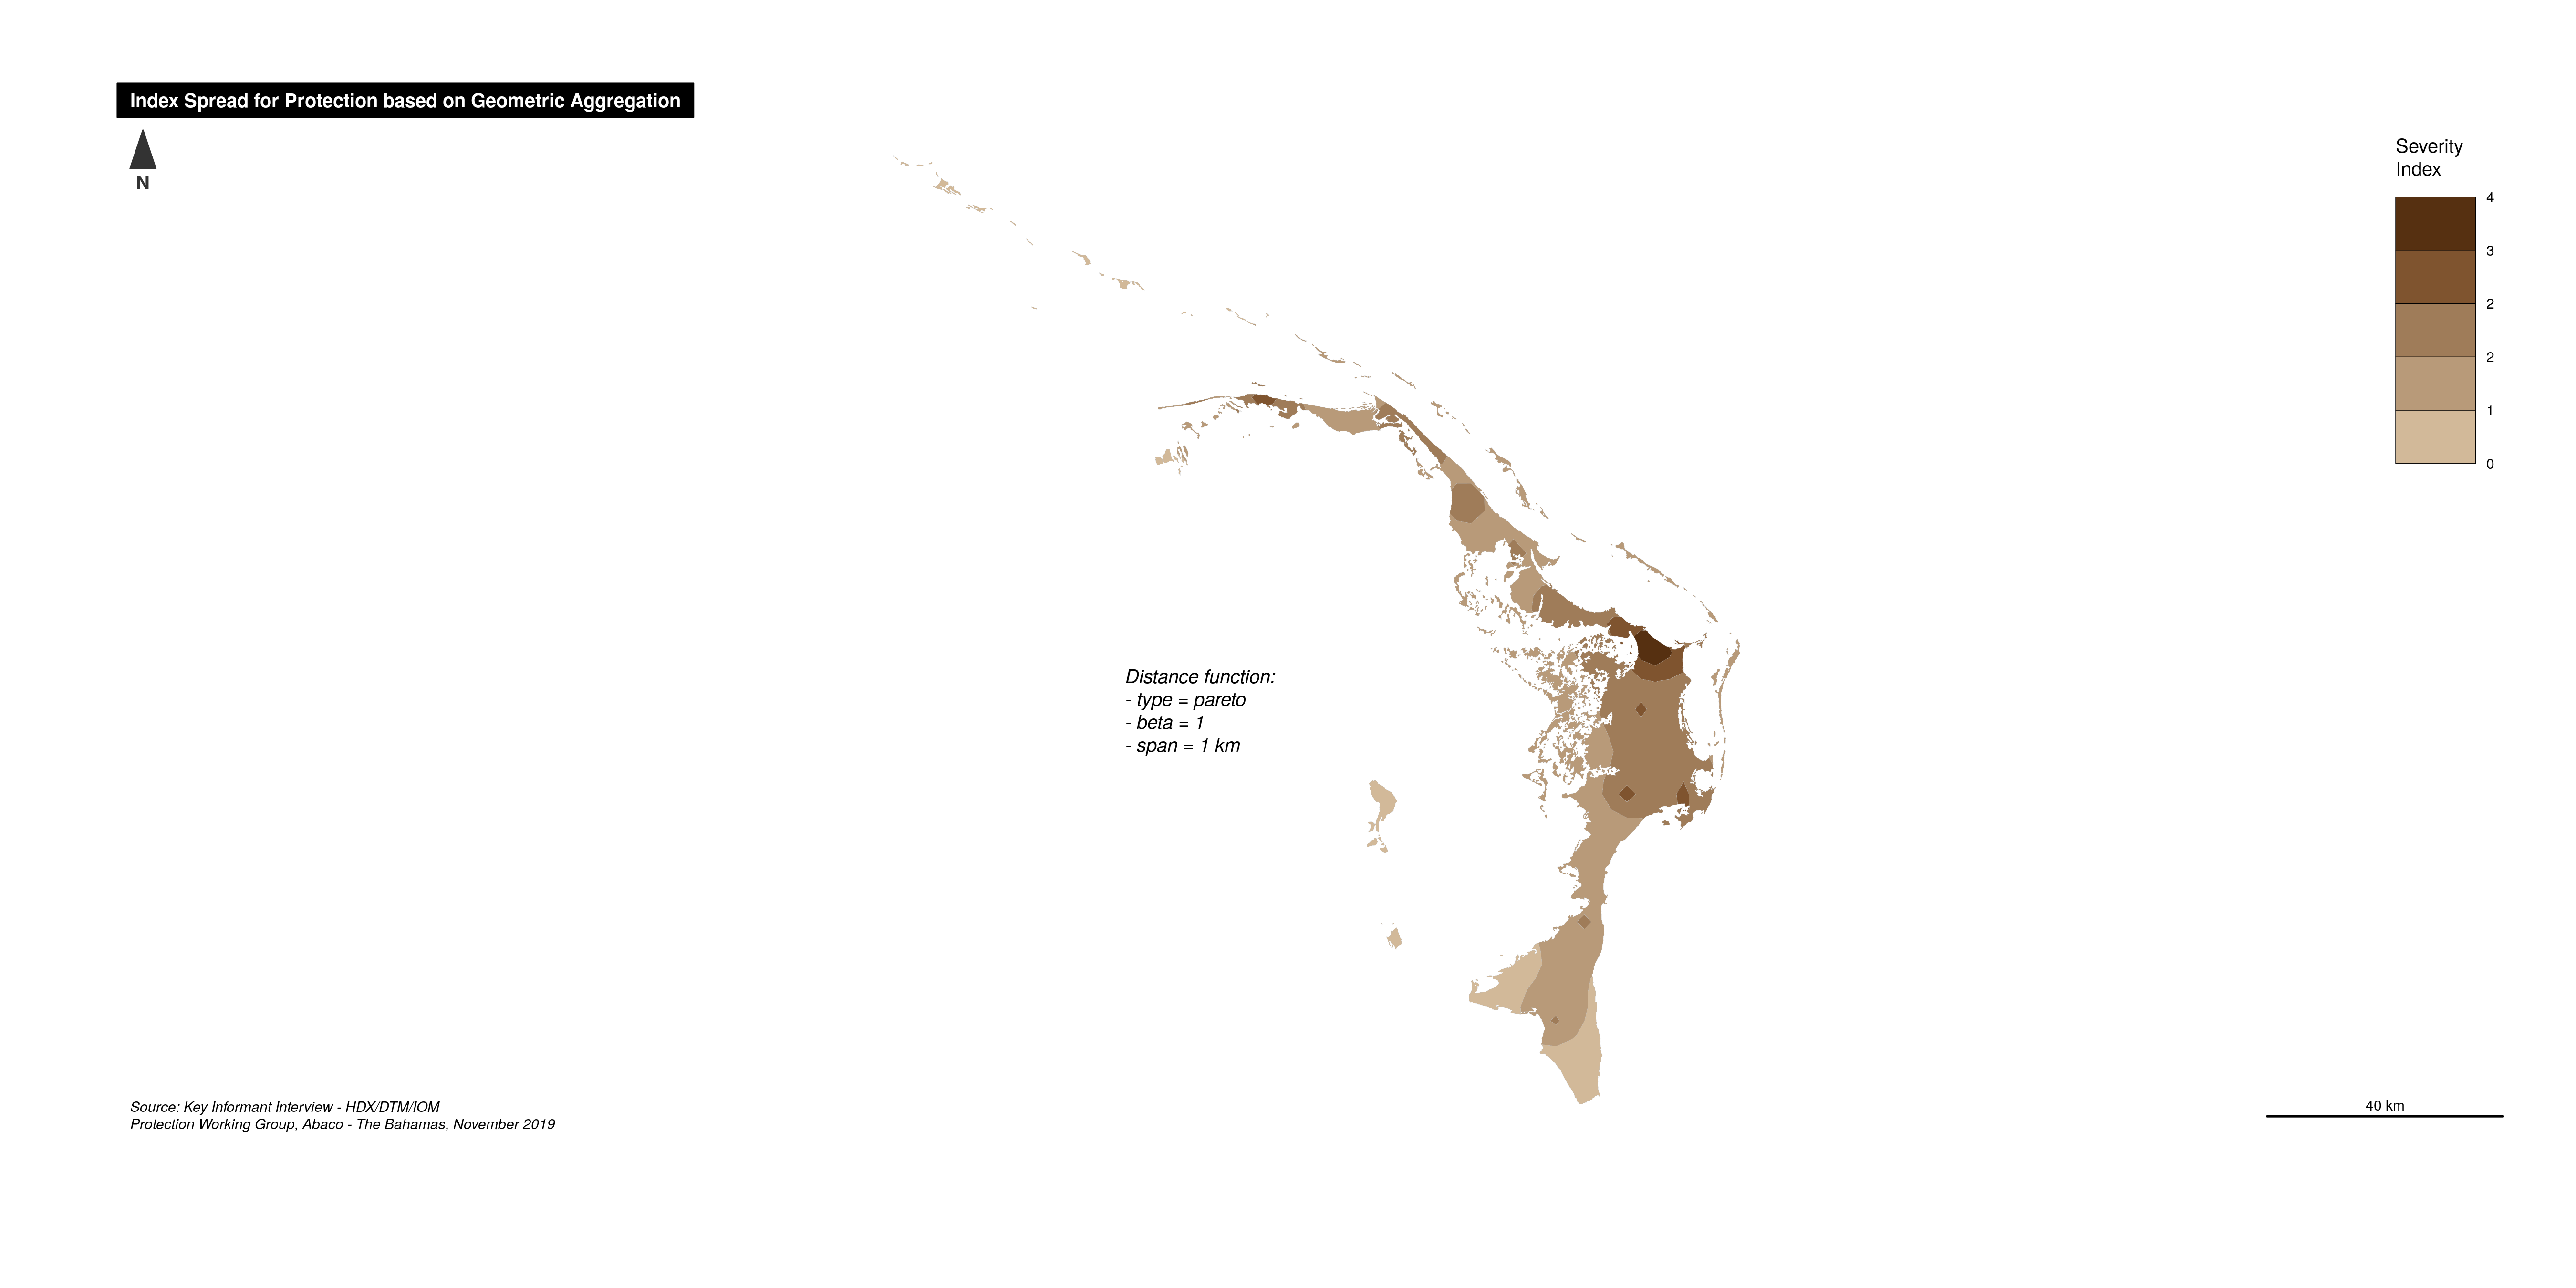 Index Spread for Protection based on Geometric Aggregation
N
Severity
Index
4
3
2
2
1
0
Distance function:
- type = pareto
- beta = 1
- span = 1 km
Source: Key Informant Interview - HDX/DTM/IOM
Protection Working Group, Abaco - The Bahamas, November 2019
40 km